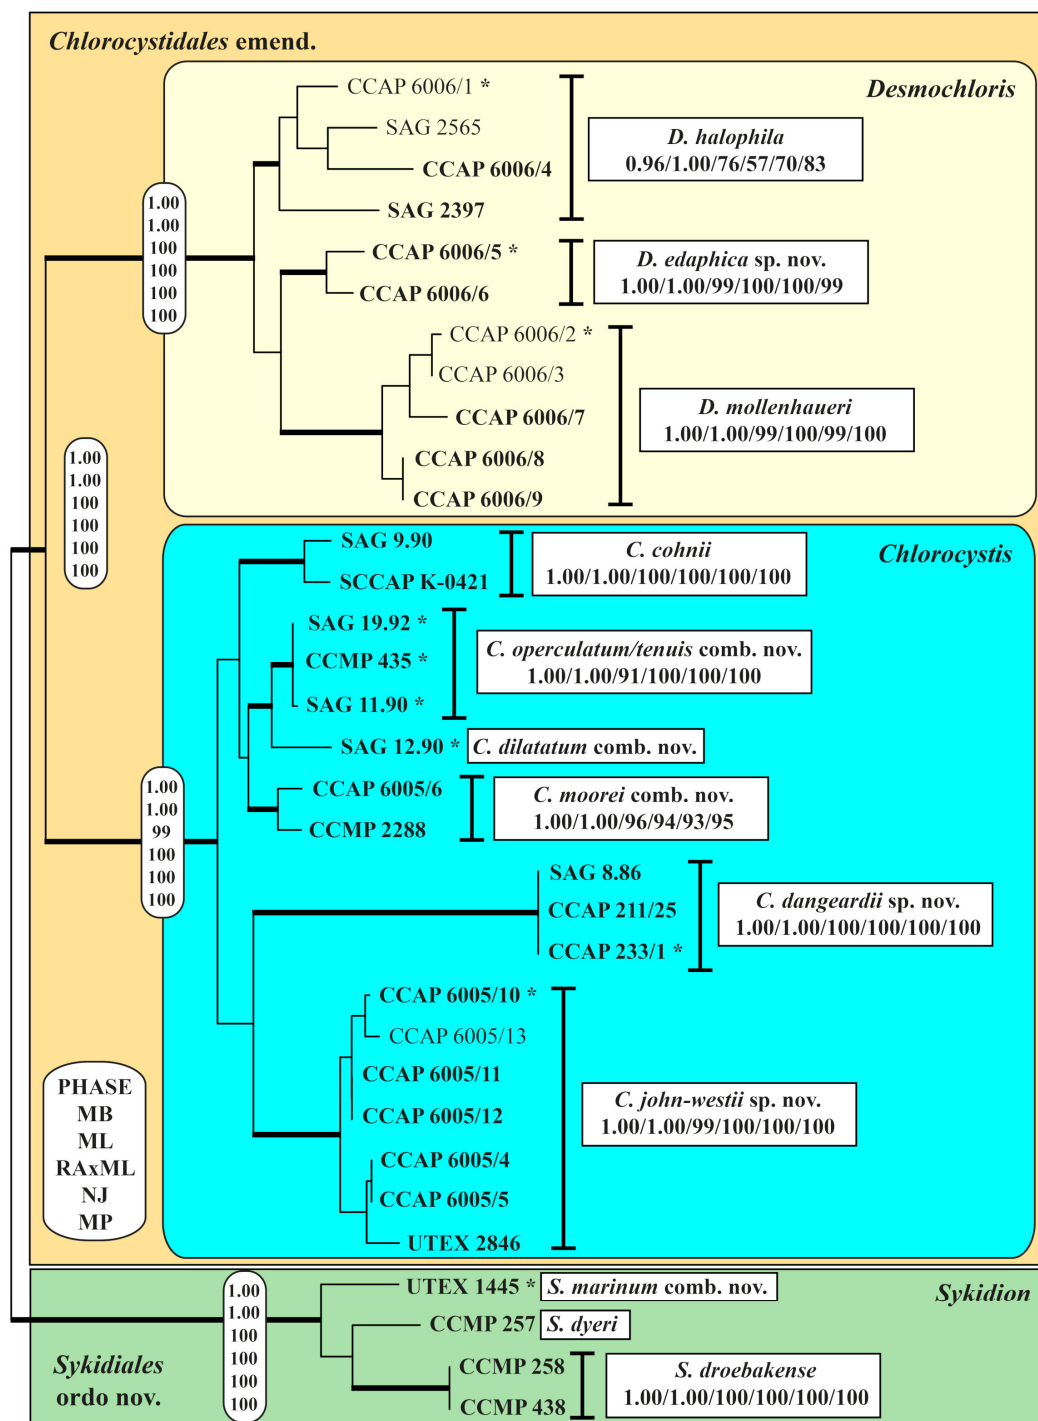 Chlorocystidales emend.
Desmochloris
CCAP 6006/1 *
SAG 2565
CCAP 6006/4
SAG 2397
D. halophila
0.96/1.00/76/57/70/83
1.00
1.00
100
100
100
100
CCAP 6006/5 *
CCAP 6006/6
D. edaphica sp. nov.
1.00/1.00/99/100/100/99
CCAP 6006/2 *
CCAP 6006/3
CCAP 6006/7
CCAP 6006/8
CCAP 6006/9
D. mollenhaueri
1.00/1.00/99/100/99/100
1.00
1.00
100
100
100
100
Chlorocystis
SAG 9.90
SCCAP K-0421
C. cohnii
1.00/1.00/100/100/100/100
SAG 19.92 *
CCMP 435 *
SAG 11.90 *
C. operculatum/tenuis comb. nov.
1.00/1.00/91/100/100/100
SAG 12.90 *
C. dilatatum comb. nov.
CCAP 6005/6
CCMP 2288
C. moorei comb. nov.
1.00/1.00/96/94/93/95
1.00
1.00
99
100
100
100
SAG 8.86
CCAP 211/25
CCAP 233/1 *
C. dangeardii sp. nov.
1.00/1.00/100/100/100/100
CCAP 6005/10 *
CCAP 6005/13
CCAP 6005/11
CCAP 6005/12
CCAP 6005/4
CCAP 6005/5
UTEX 2846
C. john-westii sp. nov.
1.00/1.00/99/100/100/100
PHASE
MB
ML
RAxML
NJ
MP
Sykidion
UTEX 1445 *
S. marinum comb. nov.
CCMP 257
S. dyeri
CCMP 258
CCMP 438
S. droebakense
1.00/1.00/100/100/100/100
1.00
1.00
100
100
100
100
Sykidiales
ordo nov.